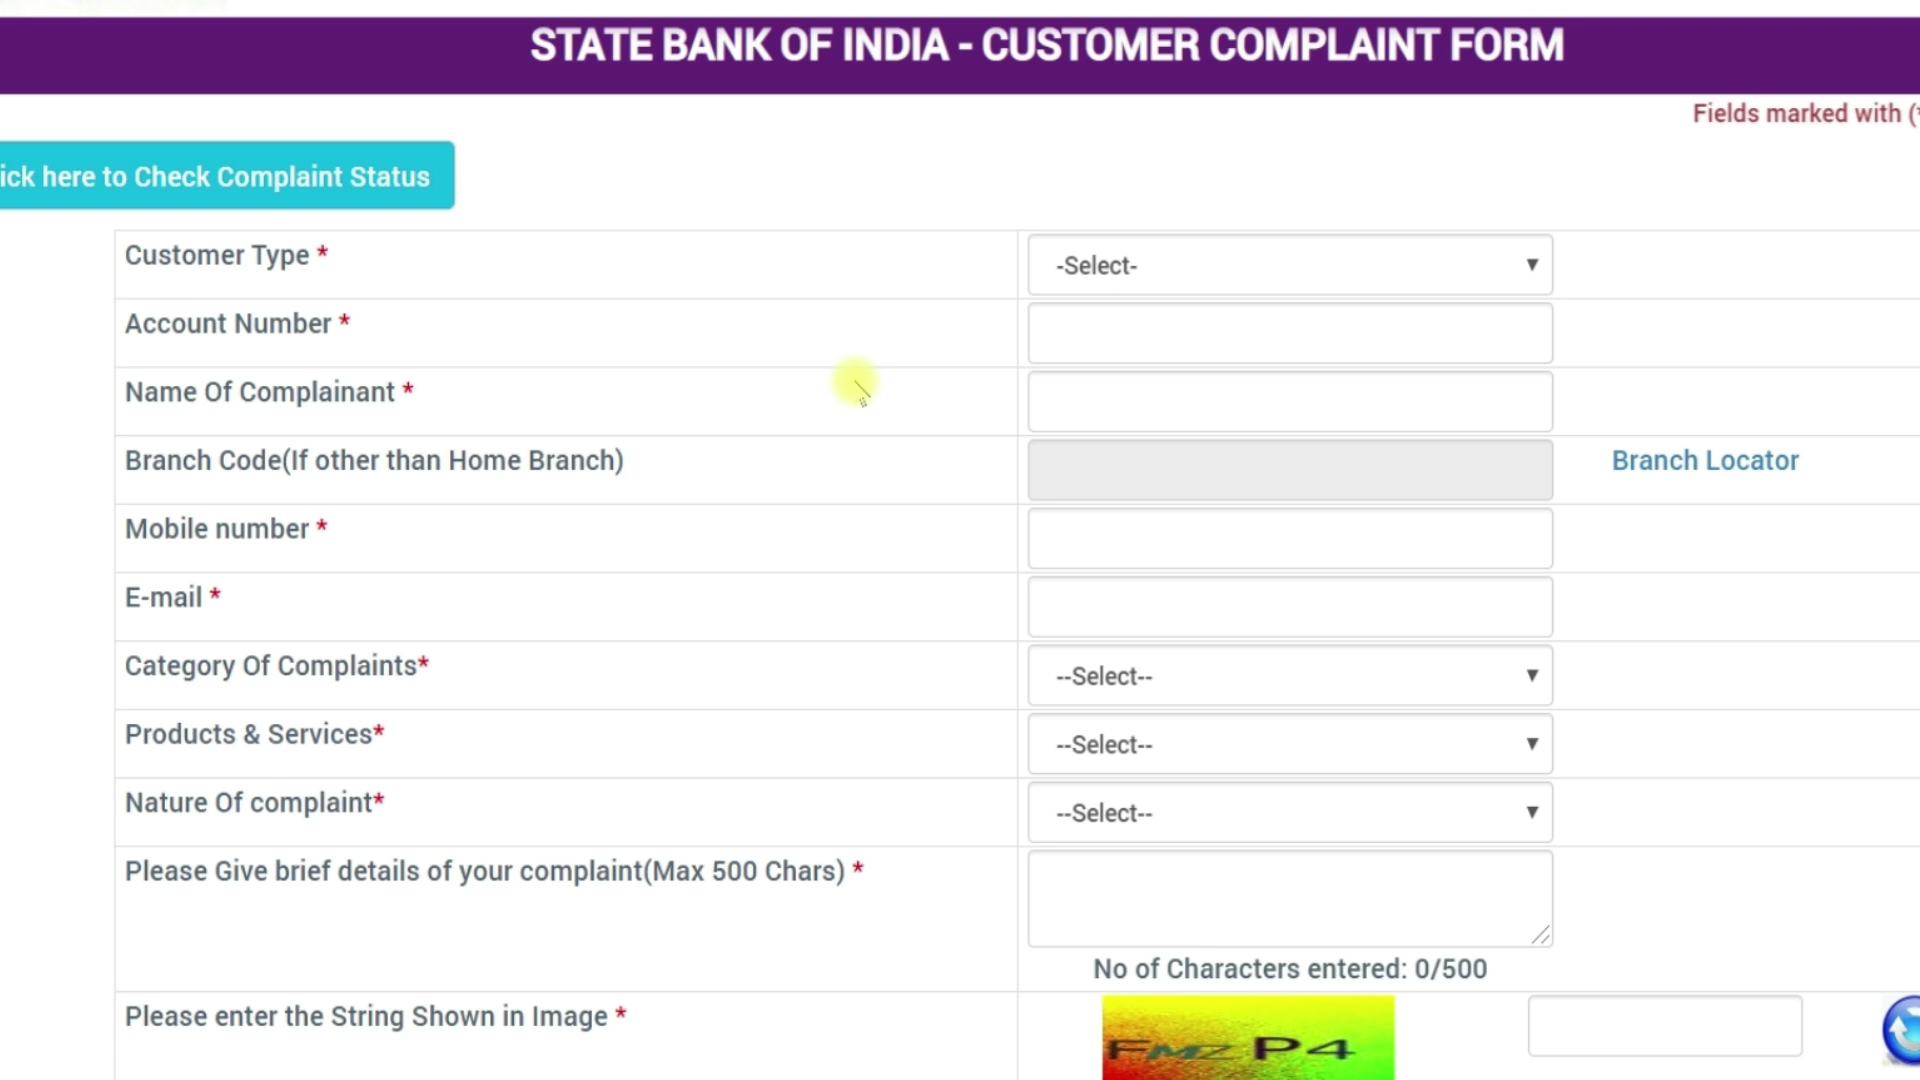 STATE BANK OF INDIA - CUSTOMER COMPLAINT FORM
Fields marked with (*
ick here to Check Complaint Status
Customer Type * -Select-
Account Number *
Name Of Complainant *
Branch Code(If other than Home Branch) Branch Locator
Mobile number *
E-mail *
Category Of Complaints* --Select--
Products & Services* --Select--
Nature Of complaint* --Select--
Please Give brief details of your complaint(Max 500 Chars) *
No of Characters entered: 0/500
Please enter the String Shown in Image * FMZ P4